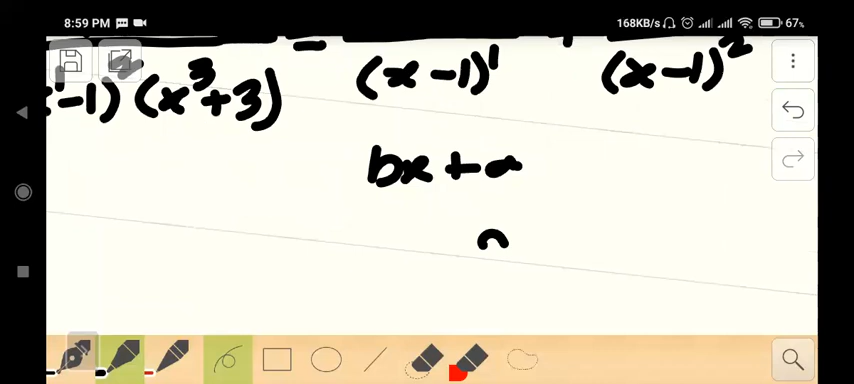 8:59 PM 168KB/s 67%
=
(x-1)¹ (x-1)²
-1) (x³+3)
bx+a